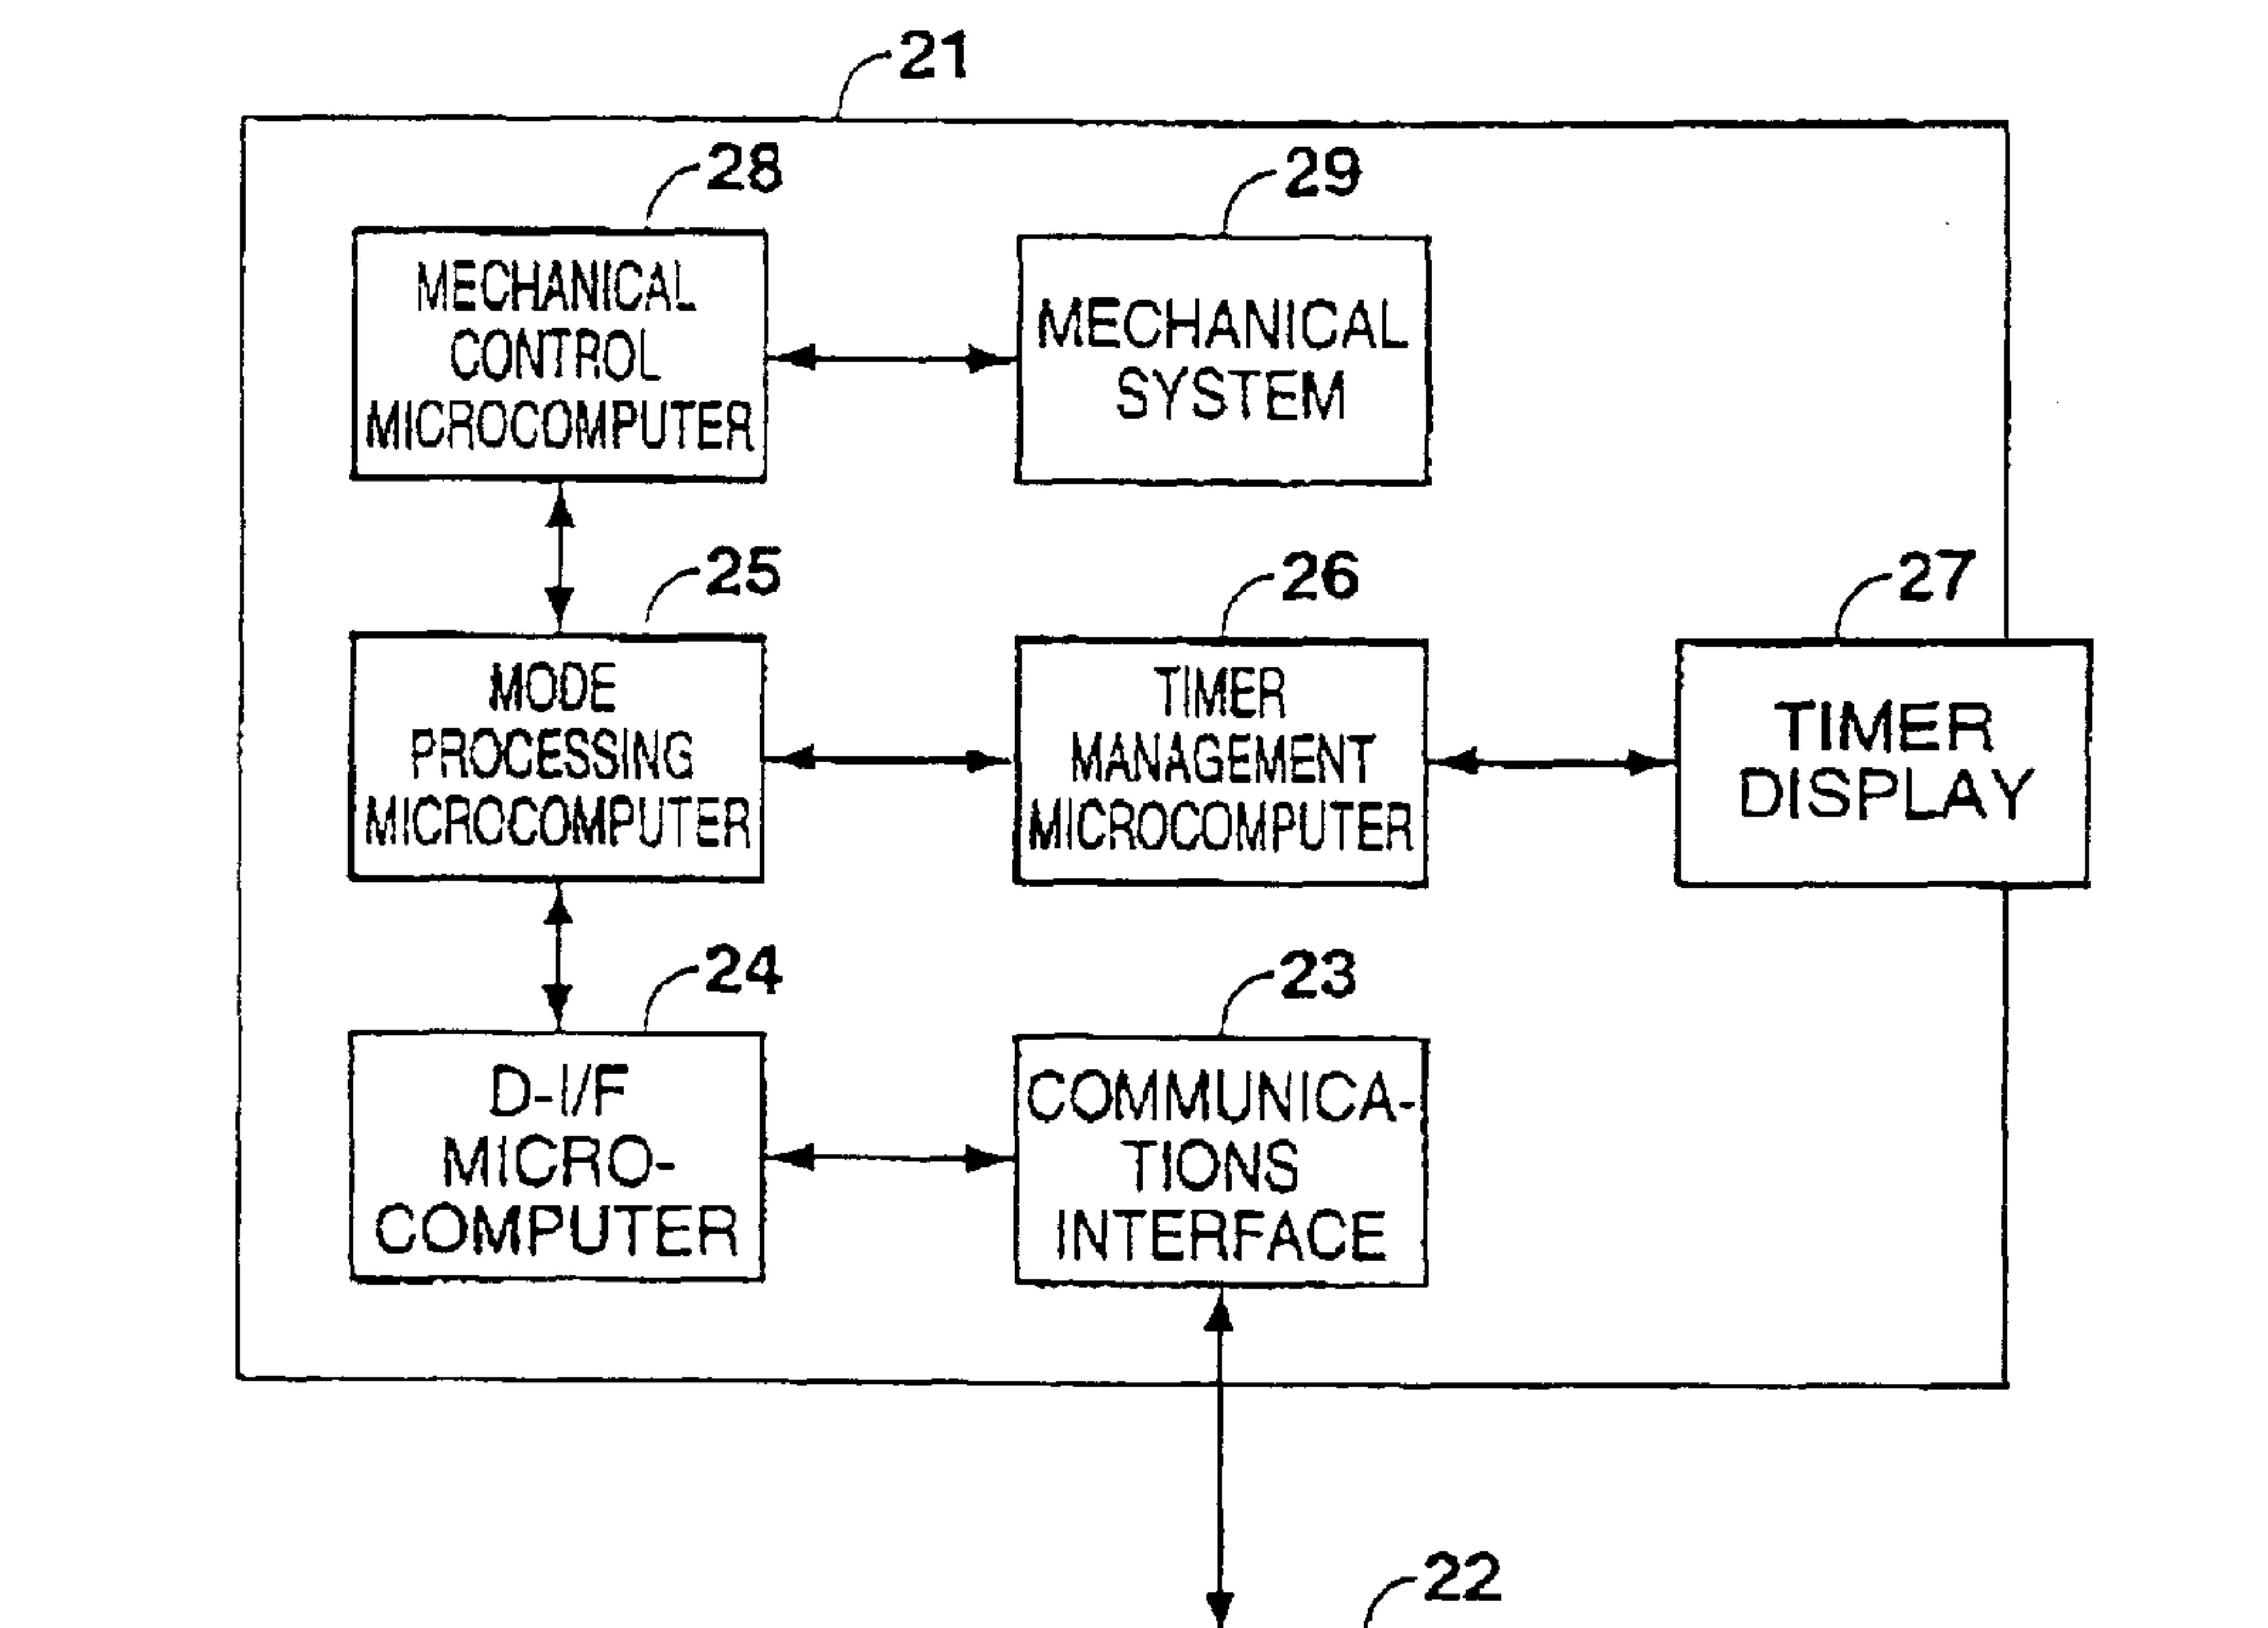 21
28
MECHANICAL
CONTROL
MICROCOMPUTER
29
MECHANICAL
SYSTEM
25
MODE
PROCESSING
MICROCOMPUTER
26
TIMER
MANAGEMENT
MICROCOMPUTER
27
TIMER
DISPLAY
24
D-I/F
MICRO-
COMPUTER
23
COMMUNICA-
TIONS
INTERFACE
22